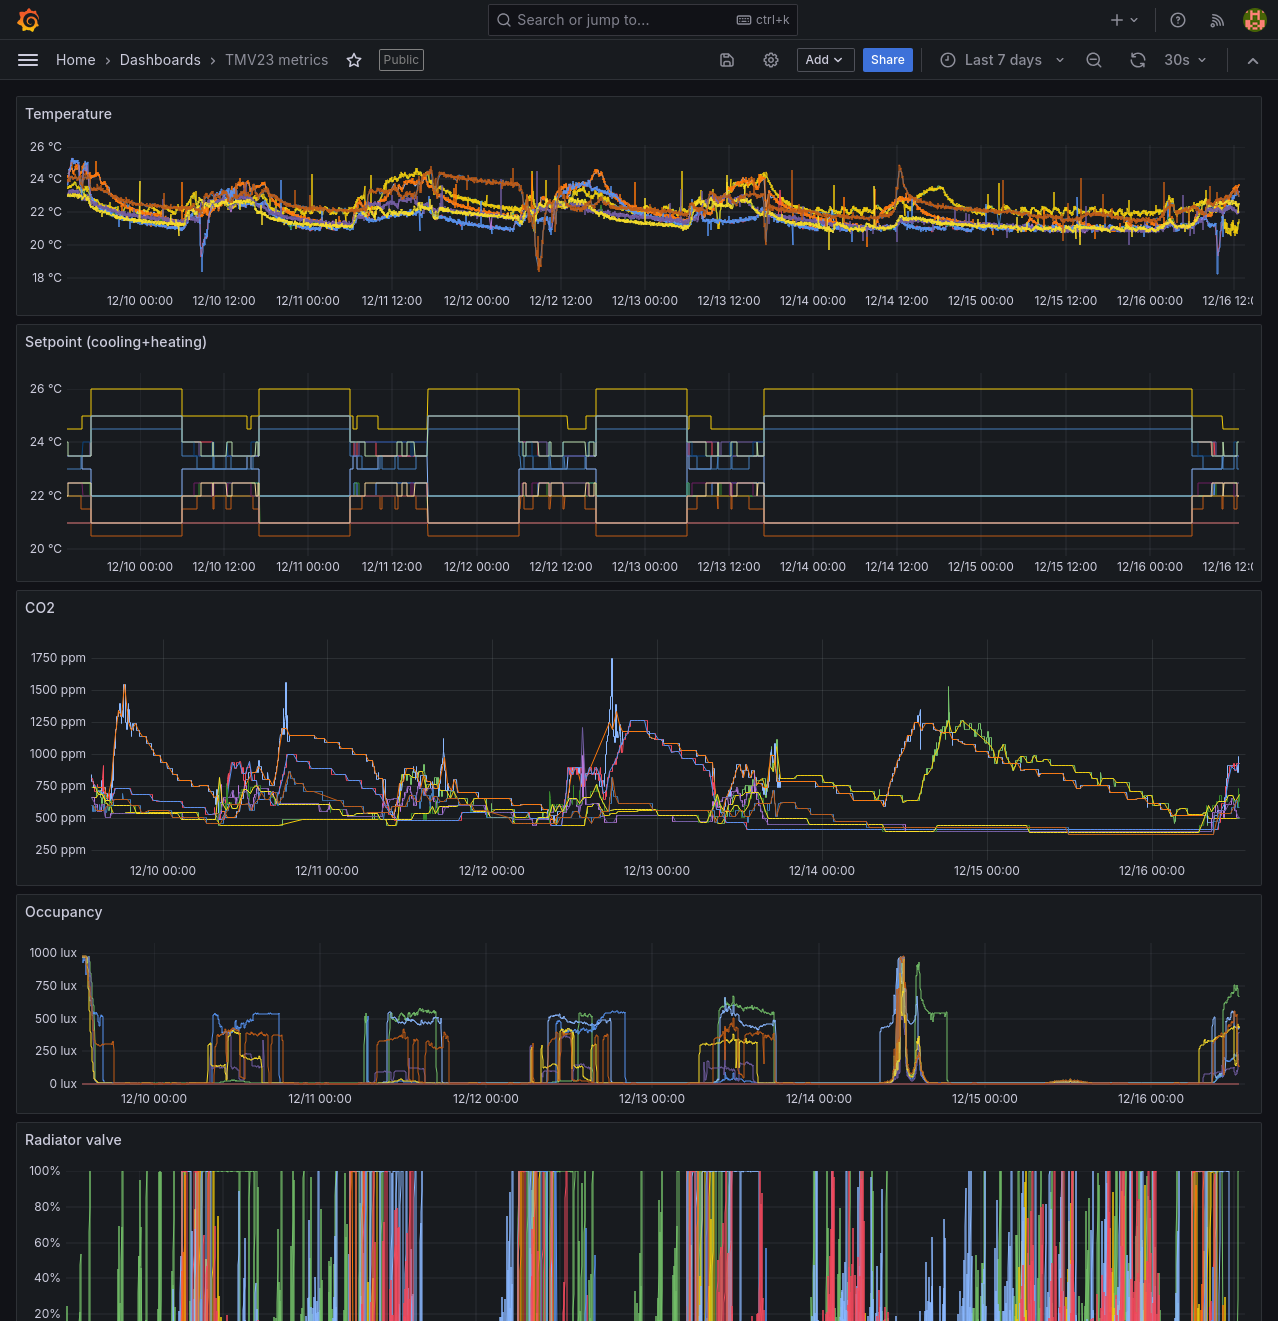 Search or jump to...
ctrl+k
Home
Dashboards
TMV23 metrics
Public
Add
Share
Last 7 days
30s
Temperature
26 °C
24 °C
22 °C
20 °C
18 °C
12/10 00:00 12/10 12:00 12/11 00:00 12/11 12:00 12/12 00:00 12/12 12:00 12/13 00:00 12/13 12:00 12/14 00:00 12/14 12:00 12/15 00:00 12/15 12:00 12/16 00:00 12/16 12:0
Setpoint (cooling+heating)
26 °C
24 °C
22 °C
20 °C
12/10 00:00 12/10 12:00 12/11 00:00 12/11 12:00 12/12 00:00 12/12 12:00 12/13 00:00 12/13 12:00 12/14 00:00 12/14 12:00 12/15 00:00 12/15 12:00 12/16 00:00 12/16 12:0
CO2
1750 ppm
1500 ppm
1250 ppm
1000 ppm
750 ppm
500 ppm
250 ppm
12/10 00:00 12/11 00:00 12/12 00:00 12/13 00:00 12/14 00:00 12/15 00:00 12/16 00:00
Occupancy
1000 lux
750 lux
500 lux
250 lux
0 lux
12/10 00:00 12/11 00:00 12/12 00:00 12/13 00:00 12/14 00:00 12/15 00:00 12/16 00:00
Radiator valve
100%
80%
60%
40%
20%